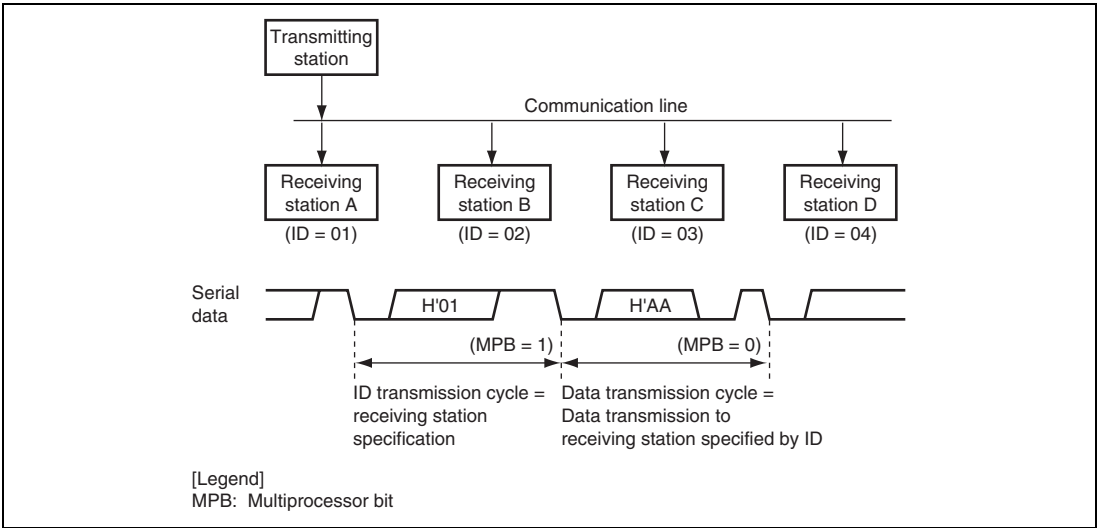 Transmitting
station
Communication line
Receiving
station A
(ID = 01)
Receiving
station B
(ID = 02)
Receiving
station C
(ID = 03)
Receiving
station D
(ID = 04)
Serial
data
H'01
H'AA
(MPB = 1)
(MPB = 0)
ID transmission cycle =
receiving station
specification
Data transmission cycle =
Data transmission to
receiving station specified by ID
[Legend]
MPB: Multiprocessor bit